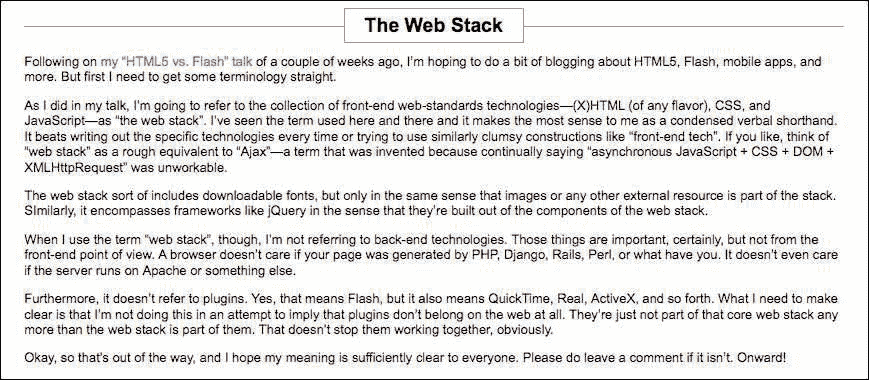 The Web Stack
Following on my “HTML5 vs. Flash” talk of a couple of weeks ago, I’m hoping to do a bit of blogging about HTML5, Flash, mobile apps, and
more. But first I need to get some terminology straight.
As I did in my talk, I’m going to refer to the collection of front-end web-standards technologies—(X)HTML (of any flavor), CSS, and
JavaScript—as “the web stack”. I’ve seen the term used here and there and it makes the most sense to me as a condensed verbal shorthand.
It beats writing out the specific technologies every time or trying to use similarly clumsy constructions like “front-end tech”. If you like, think of
“web stack” as a rough equivalent to “Ajax”—a term that was invented because continually saying “asynchronous JavaScript + CSS + DOM +
XMLHttpRequest” was unworkable.
The web stack sort of includes downloadable fonts, but only in the same sense that images or any other external resource is part of the stack.
SImilarly, it encompasses frameworks like jQuery in the sense that they’re built out of the components of the web stack.
When I use the term “web stack”, though, I’m not referring to back-end technologies. Those things are important, certainly, but not from the
front-end point of view. A browser doesn’t care if your page was generated by PHP, Django, Rails, Perl, or what have you. It doesn’t even care
if the server runs on Apache or something else.
Furthermore, it doesn’t refer to plugins. Yes, that means Flash, but it also means QuickTime, Real, ActiveX, and so forth. What I need to make
clear is that I’m not doing this in an attempt to imply that plugins don’t belong on the web at all. They’re just not part of that core web stack any
more than the web stack is part of them. That doesn’t stop them working together, obviously.
Okay, so that’s out of the way, and I hope my meaning is sufficiently clear to everyone. Please do leave a comment if it isn’t. Onward!